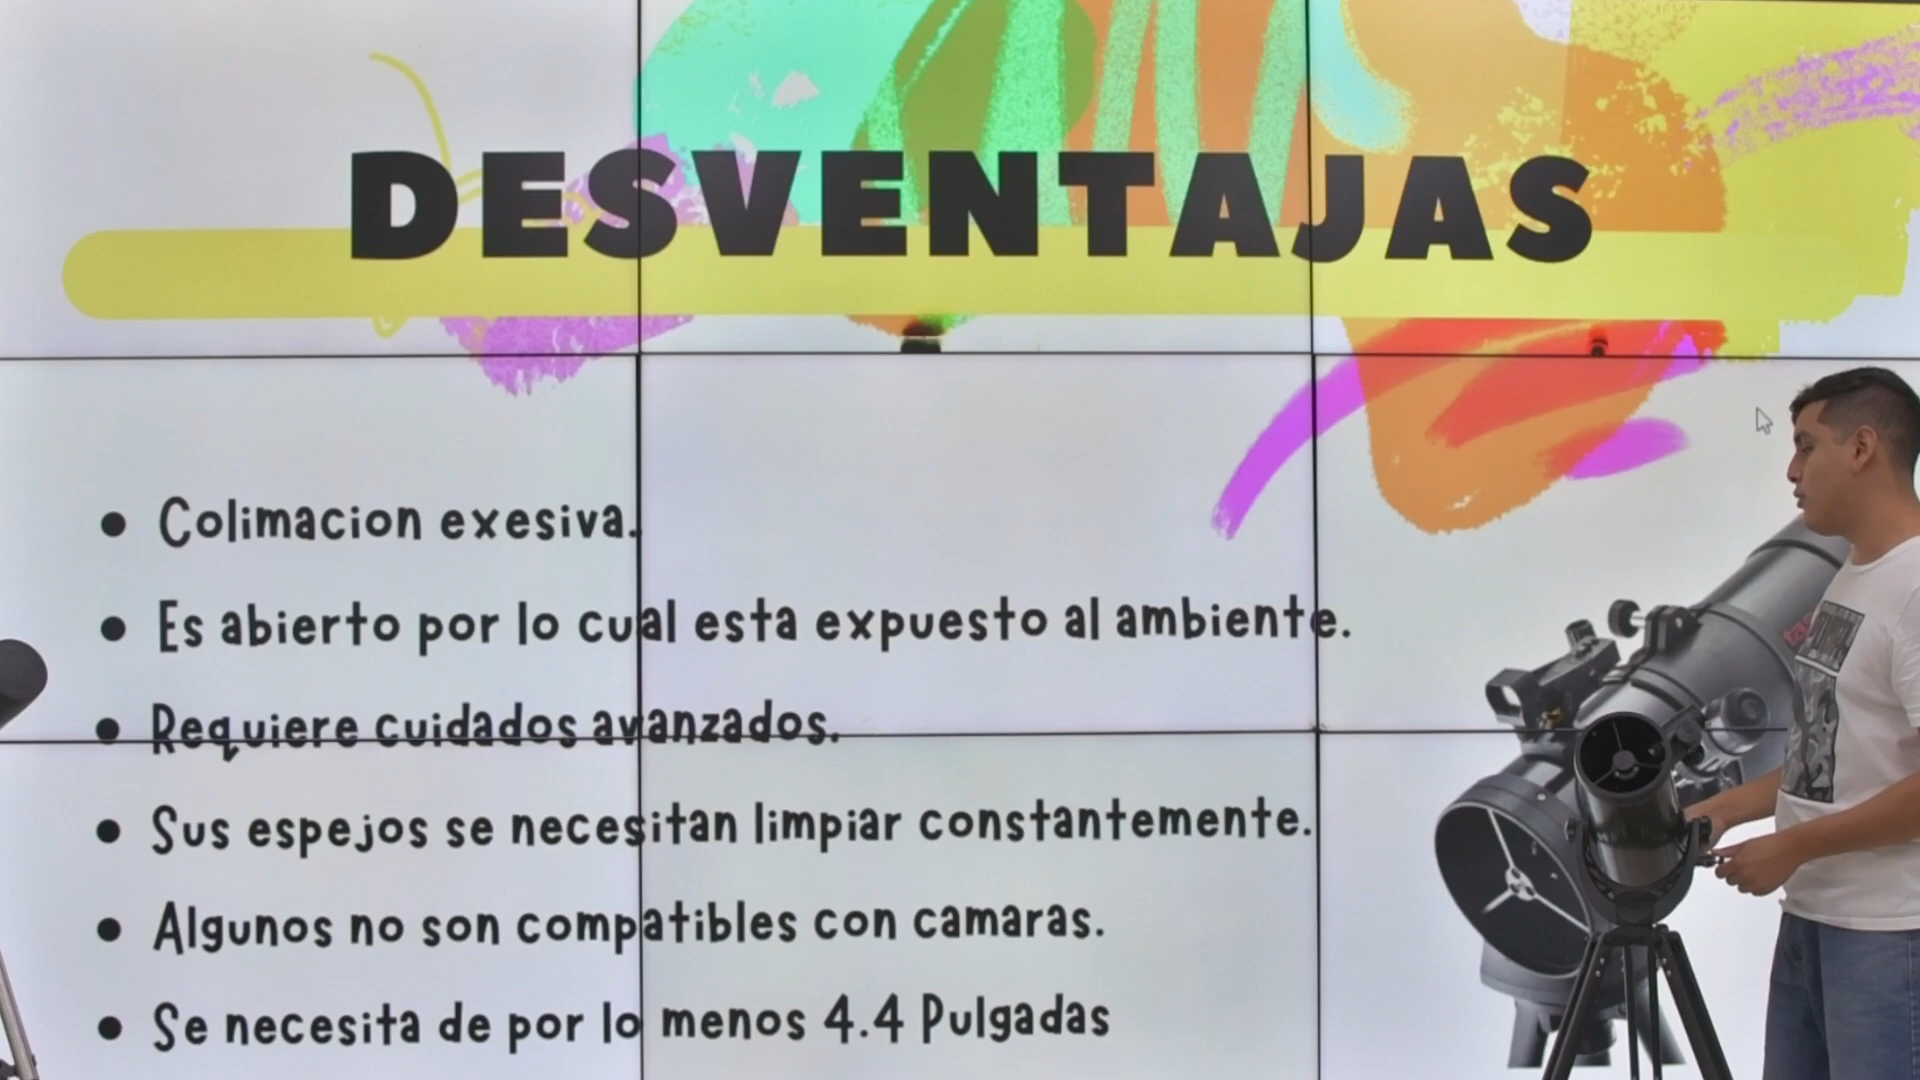 DESVENTAJAS
Colimacion exesiva.
Es abierto por lo cual esta expuesto al ambiente.
Requiere cuidados avanzados.
Sus espejos se necesitan limpiar constantemente.
Algunos no son compatibles con camaras.
Se necesita de por lo menos 4.4 Pulgadas